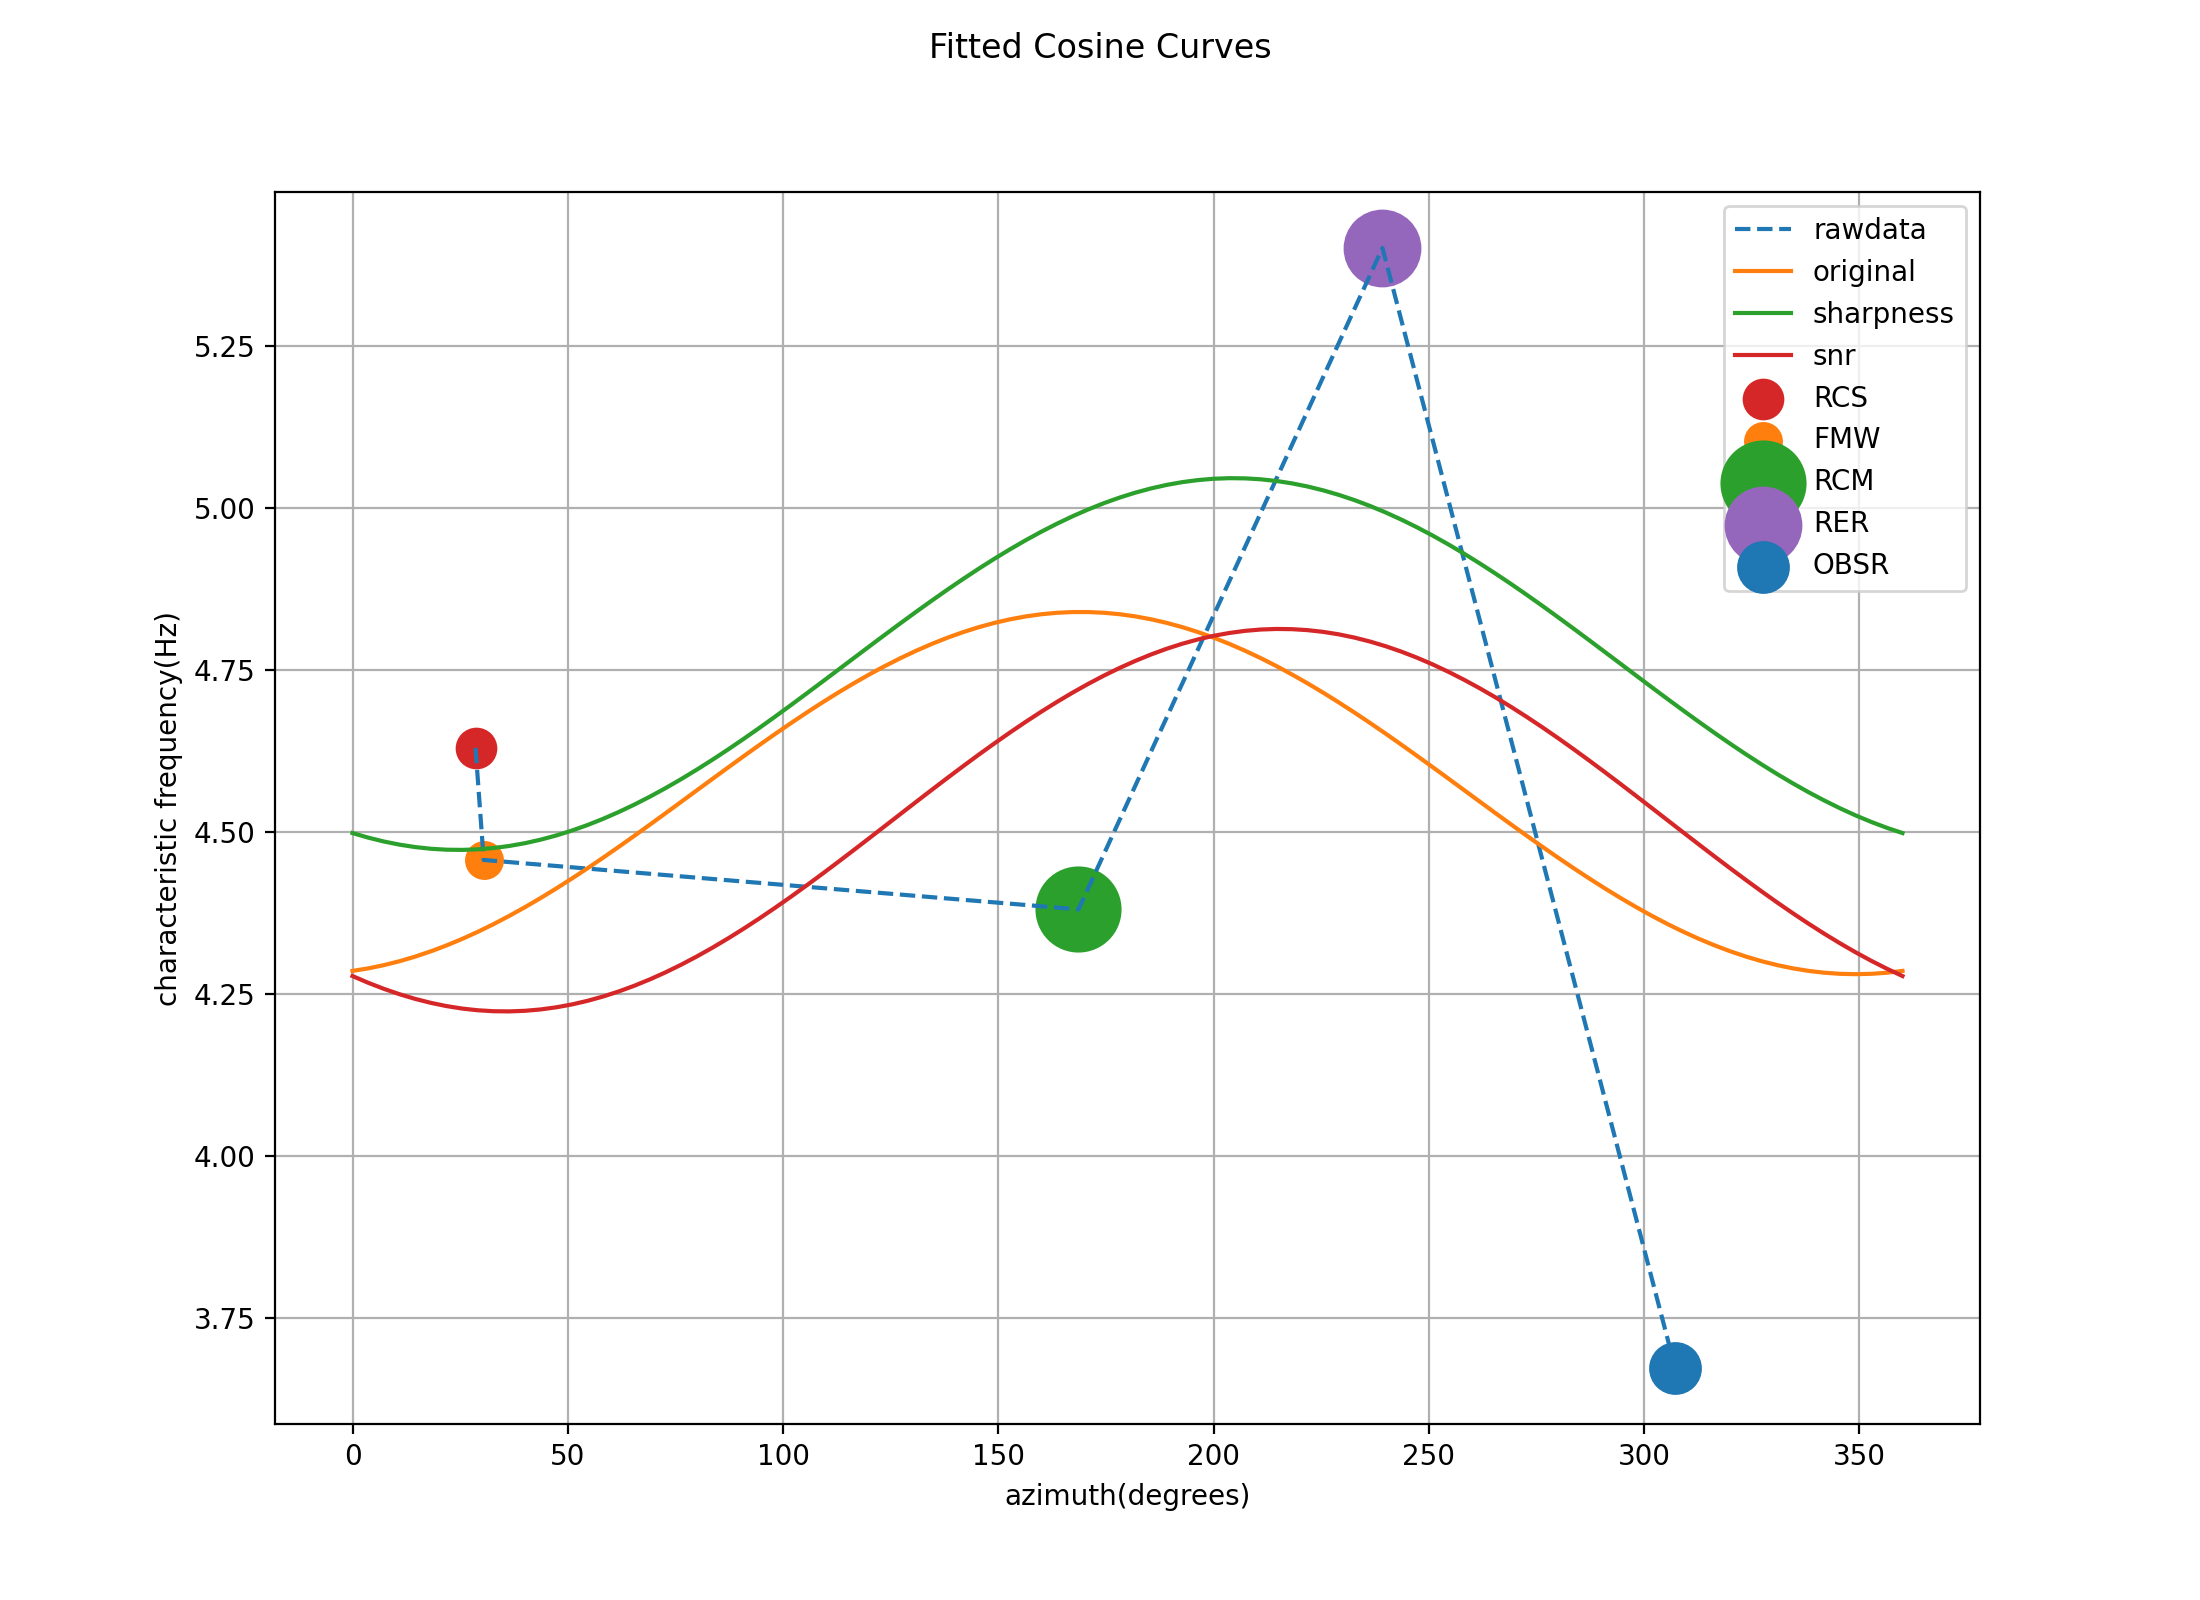 Fitted Cosine Curves
rawdata
original
sharpness
snr
RCS
FMW
RCM
RER
OBSR
characteristic frequency(Hz)
5.25
5.00
4.75
4.50
4.25
4.00
3.75
0 50 100 150 200 250 300 350
azimuth(degrees)